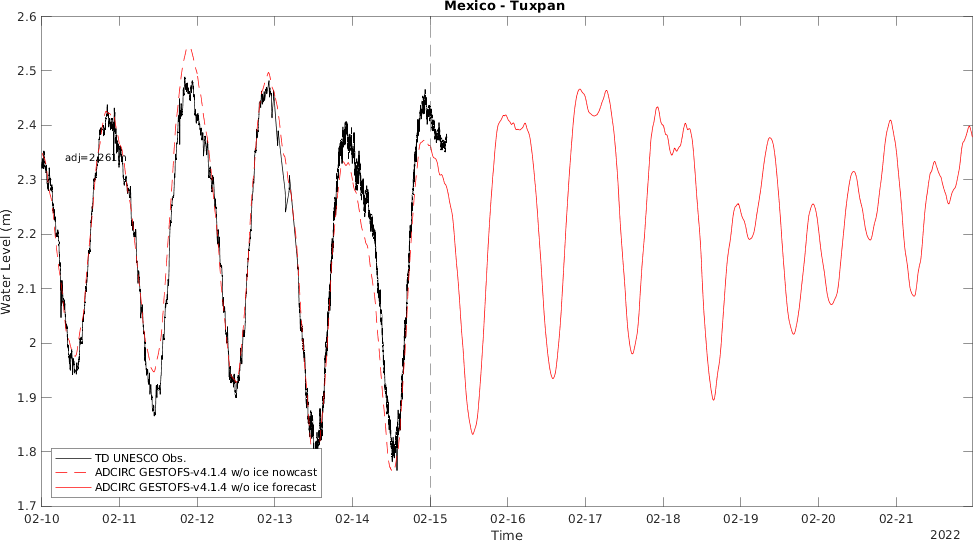 Mexico - Tuxpan
2.6
2.5
2.4
adj=2.261m
2.3
2.2
Water Level (m)
2.1
2
1.9
1.8
TD UNESCO Obs.
ADCIRC GESTOFS-v4.1.4 w/o ice nowcast
ADCIRC GESTOFS-v4.1.4 w/o ice forecast
1.7
02-10 02-11 02-12 02-13 02-14 02-15 02-16 02-17 02-18 02-19 02-20 02-21
Time
2022